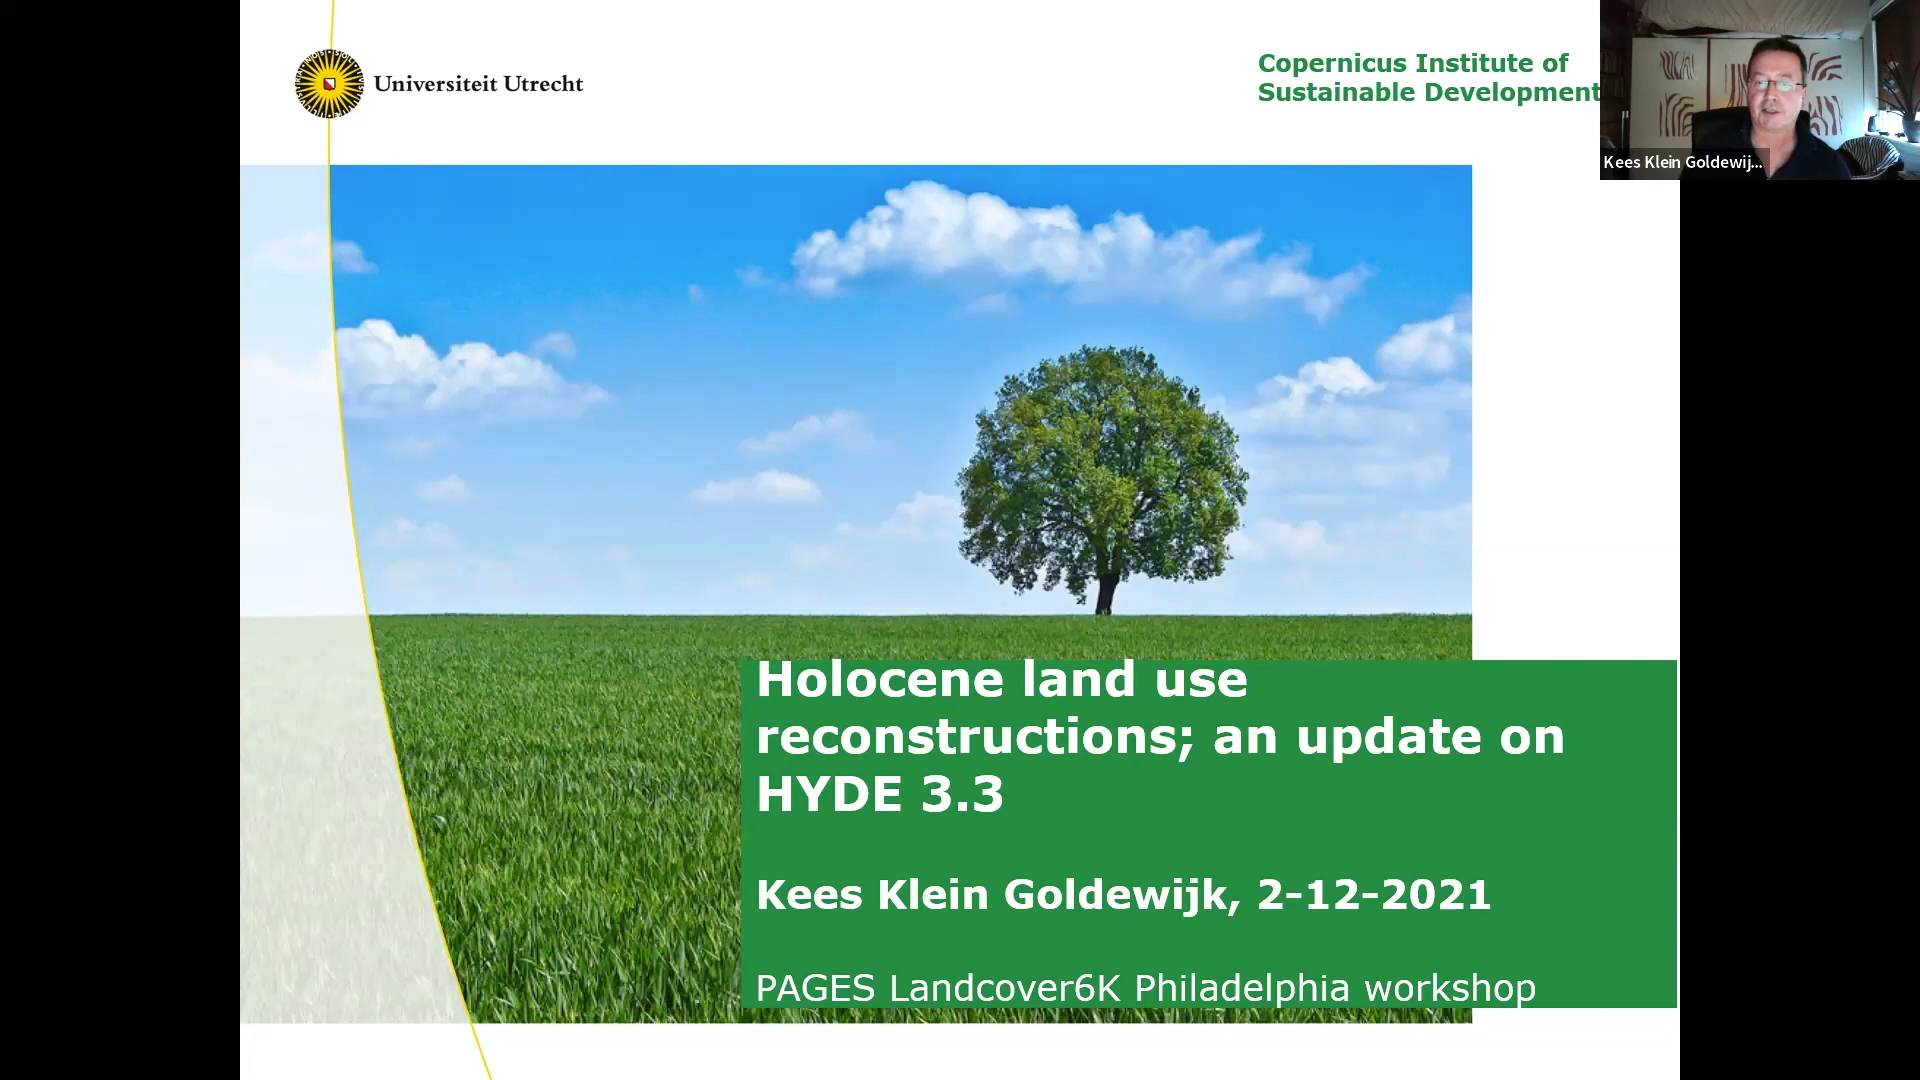 Universiteit Utrecht
Copernicus Institute of
Sustainable Development
Kees Klein Goldewij...
Holocene land use
reconstructions; an update on
HYDE 3.3
Kees Klein Goldewijk, 2-12-2021
PAGES Landcover6K Philadelphia workshop